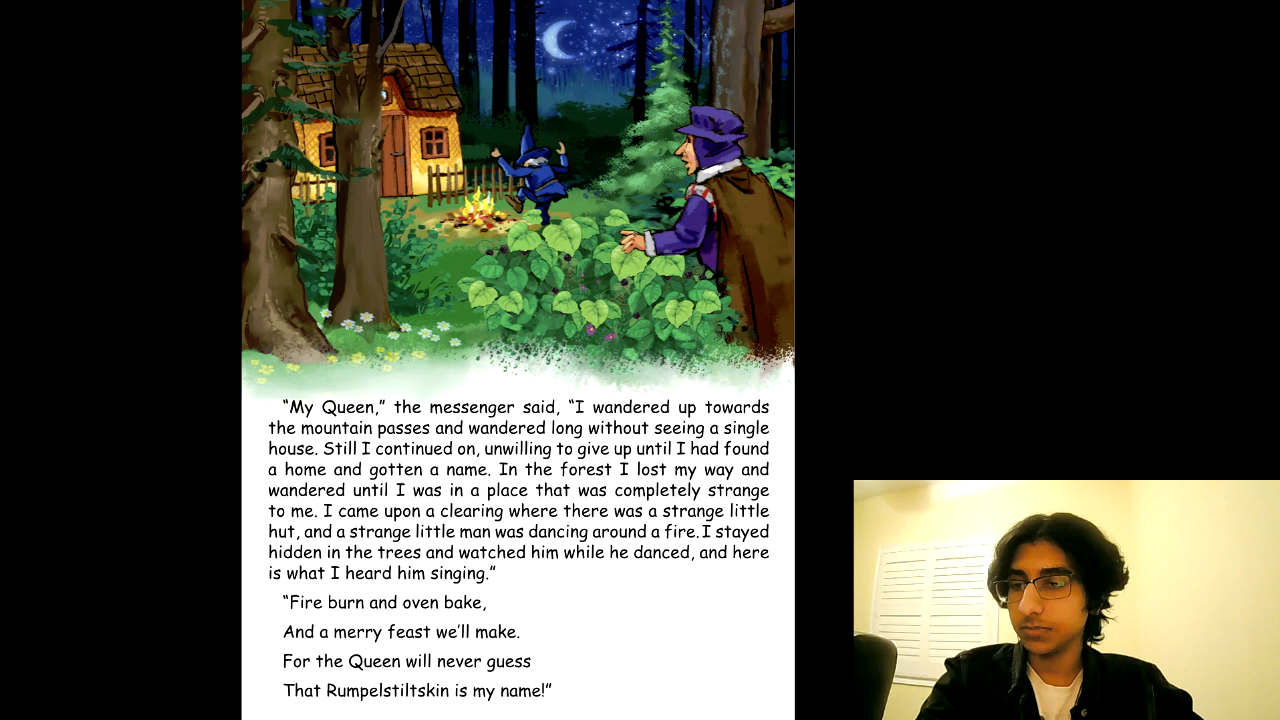 “My Queen,” the messenger said, “I wandered up towards
the mountain passes and wandered long without seeing a single
house. Still I continued on, unwilling to give up until I had found
a home and gotten a name. In the forest I lost my way and
wandered until I was in a place that was completely strange
to me. I came upon a clearing where there was a strange little
hut, and a strange little man was dancing around a fire. I stayed
hidden in the trees and watched him while he danced, and here
is what I heard him singing.”
“Fire burn and oven bake,
And a merry feast we’ll make.
For the Queen will never guess
That Rumpelstiltskin is my name!”